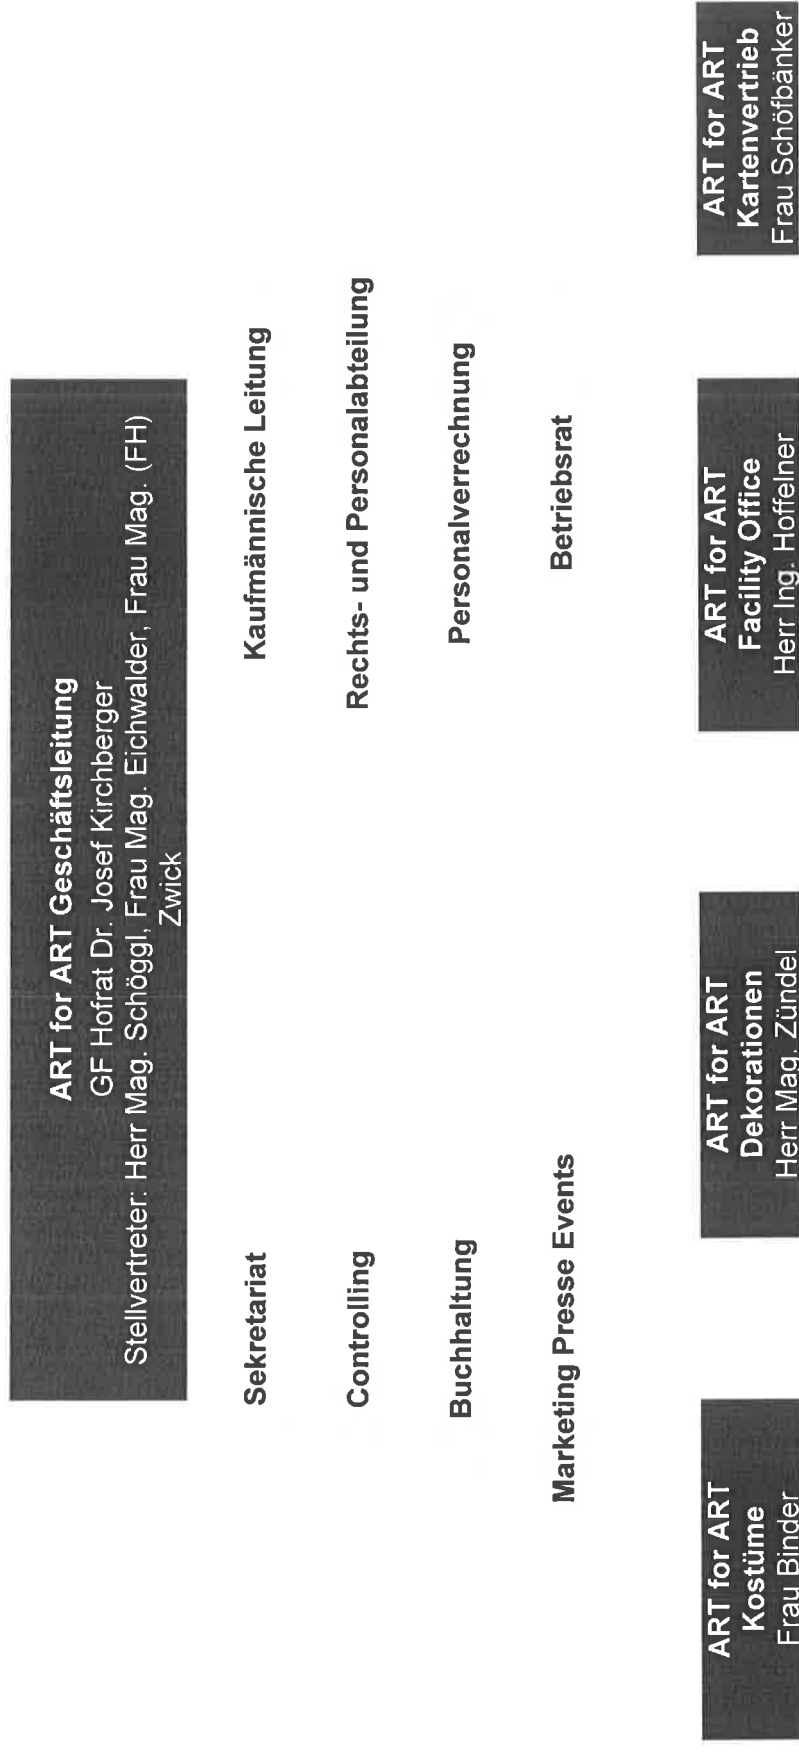 ART for ART Geschäftsleitung
GF Hofrat Dr. Josef Kirchberger
Stellvertreter: Herr Mag. Schöggl, Frau Mag. Eichwalder, Frau Mag. (FH)
Zwick
Sekretariat
Kaufmännische Leitung
Controlling
Rechts- und Personalabteilung
Buchhaltung
Personalverrechnung
Marketing Presse Events
Betriebsrat
ART for ART
Kostüme
Frau Binder
ART for ART
Dekorationen
Herr Mag. Zündel
ART for ART
Facility Office
Herr Ing. Hoffelner
ART for ART
Kartenvertrieb
Frau Schöfbänker